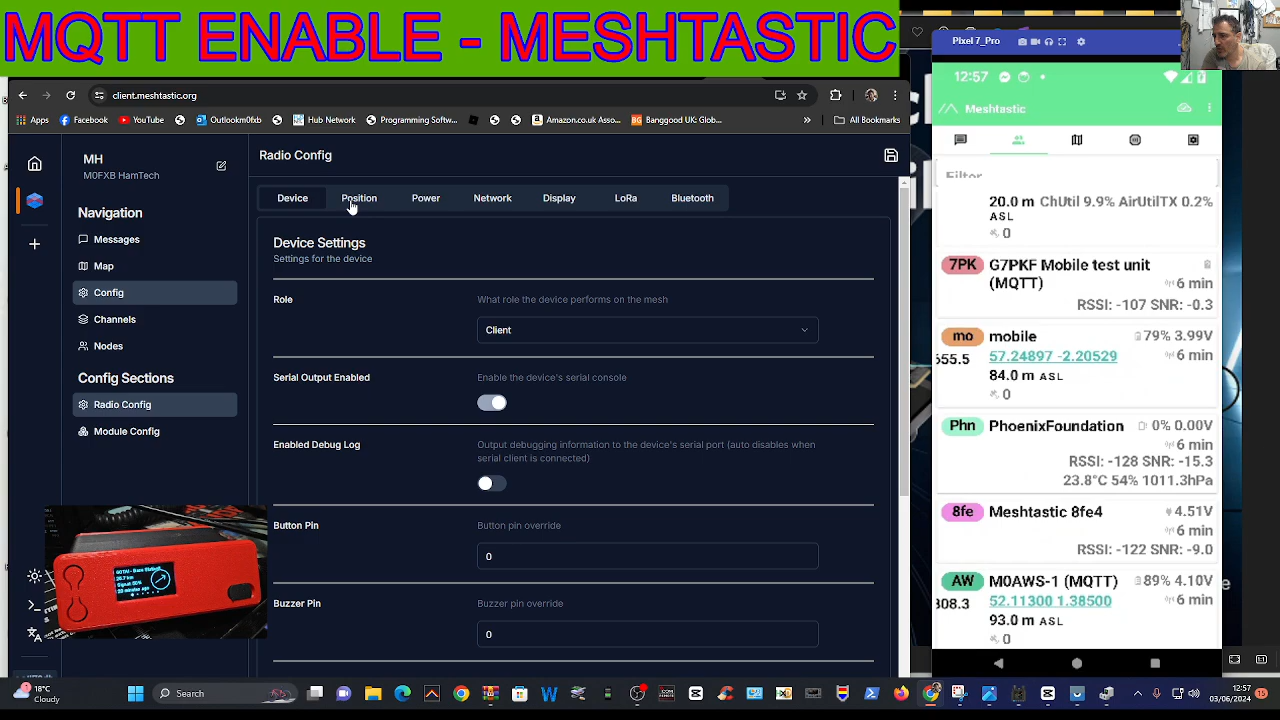 MQTT ENABLE - MESHTASTIC
client.meshtastic.org
Apps
Facebook
YouTube
Outlookm0fxb
Ham Network
Programming Softw...
Amazon.co.uk Asso...
Banggood UK: Glob...
All Bookmarks
MH
M0FXB HamTech
Navigation
Messages
Map
Config
Channels
Nodes
Config Sections
Radio Config
Module Config
Radio Config
Device
Position
Power
Network
Display
LoRa
Bluetooth
Device Settings
Settings for the device
Role
What role the device performs on the mesh
Client
Serial Output Enabled
Enable the device's serial console
Enabled Debug Log
Output debugging information to the device's serial port (auto disables when
serial client is connected)
Button Pin
Button pin override
0
Buzzer Pin
Buzzer pin override
0
Pixel 7_Pro
12:57
Meshtastic
Filter
20.0 m ChUtil 9.9% AirUtilTX 0.2%
ASL
0
7PK G7PKF Mobile test unit
(MQTT)
6 min
RSSI: -107 SNR: -0.3
mo mobile 79% 3.99V
57.24897 -2.20529
6 min
84.0 m ASL
0
Phn PhoenixFoundation 0% 0.00V
6 min
RSSI: -128 SNR: -15.3
23.8°C 54% 1011.3hPa
8fe Meshtastic 8fe4 4.51V
6 min
RSSI: -122 SNR: -9.0
AW M0AWS-1 (MQTT) 89% 4.10V
52.11300 1.38500
6 min
93.0 m ASL
0
18°C
Search
12:57
03/06/2024